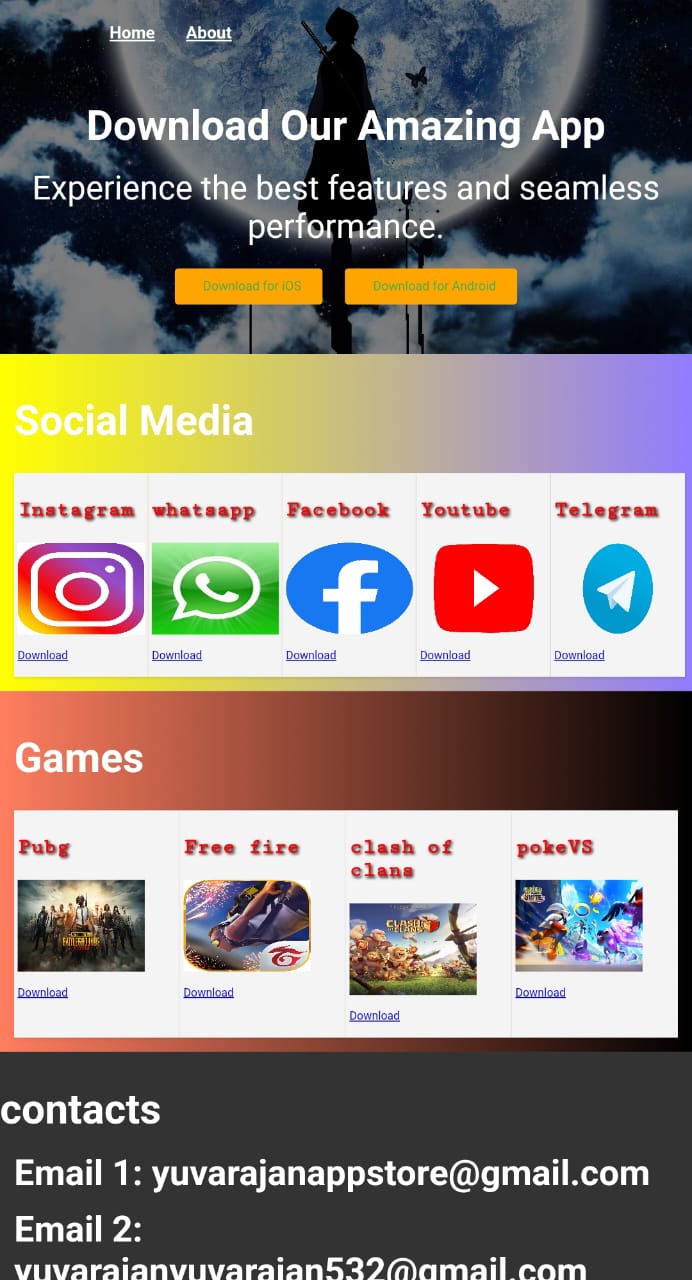 Home About
Download Our Amazing App
Experience the best features and seamless
performance.
Download for iOS Download for Android
Social Media
Instagram whatsapp Facebook Youtube Telegram
Download Download Download Download Download
Games
Pubg Free fire clash of pokeVS
clans
CLASH
CLANS
Download Download Download
Download
contacts
Email 1: yuvarajanappstore@gmail.com
Email 2:
yuvarajanyuvarajan532@gmail.com